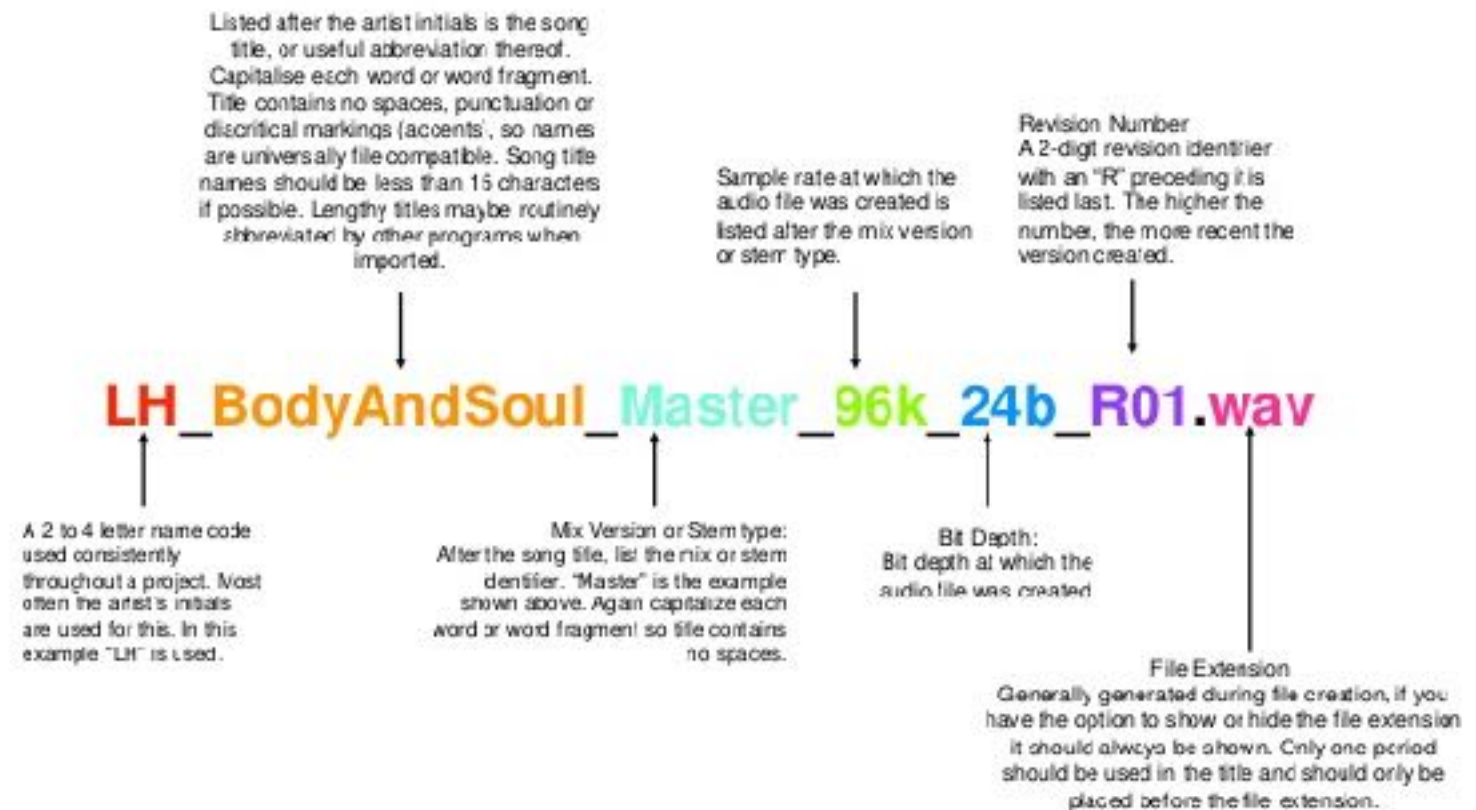 Listed after the artist initials is the song
title, or useful abbreviation thereof.
Capitalise each word or word fragment.
Title contains no spaces, punctuation or
diacritical markings (accents), so names
are universally file compatible. Song title
names should be less than 15 characters
if possible. Lengthy titles maybe routinely
abbreviated by other programs when
imported.
Sample rate at which the
audio file was created is
listed after the mix version
or stem type.
Revision Number
A 2-digit revision identifier
with an "R" preceding it is
listed last. The higher the
number, the more recent the
version created.
LH_BodyAndSoul_Master_96k_24b_R01.wav
A 2 to 4 letter name code
used consistently
throughout a project. Most
often the artist's initials
are used for this. In this
example "LH" is used.
Mix Version or Stem type:
After the song title, list the mix or stem
identifier. "Master" is the example
shown above. Again capitalize each
word or word fragment so title contains
no spaces.
Bit Depth:
Bit depth at which the
audio file was created
File Extension
Generally generated during file creation, if you
have the option to show or hide the file extension
it should always be shown. Only one period
should be used in the title and should only be
placed before the file extension.